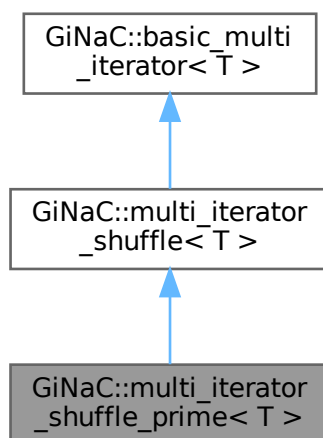 GiNaC::basic_multi
_iterator< T >
GiNaC::multi_iterator
_shuffle< T >
GiNaC::multi_iterator
_shuffle_prime< T >